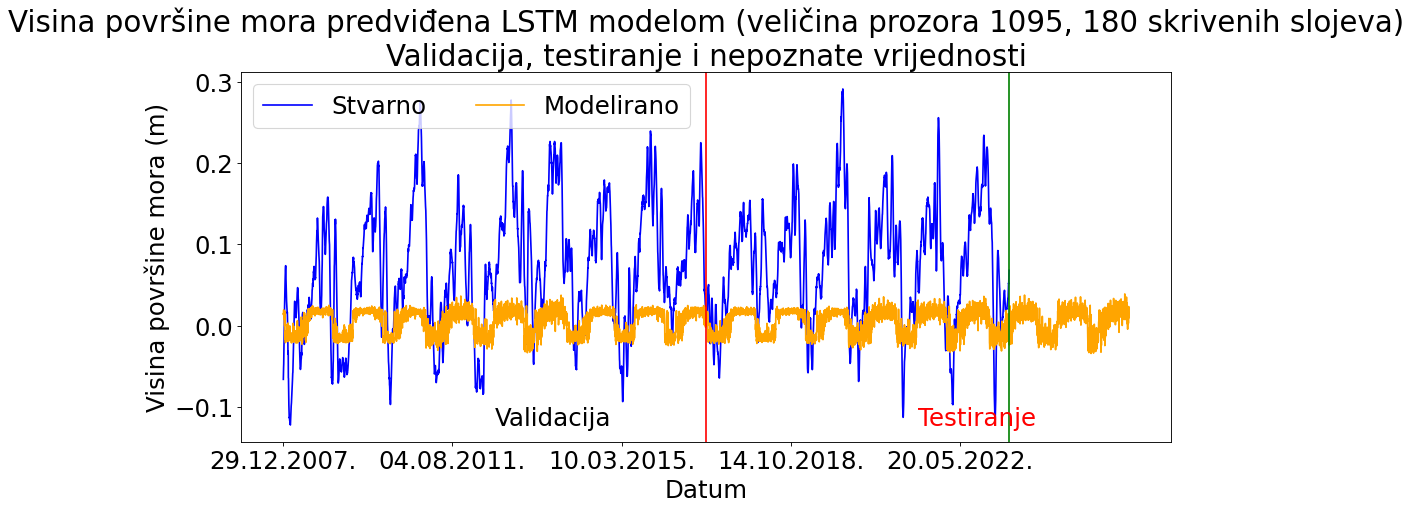 Visina površine mora predviđena LSTM modelom (veličina prozora 1095, 180 skrivenih slojeva)
Validacija, testiranje i nepoznate vrijednosti
Stvarno
Modelirano
Visina površine mora (m)
0.3
0.2
0.1
0.0
−0.1
Validacija
Testiranje
29.12.2007.
04.08.2011.
10.03.2015.
14.10.2018.
20.05.2022.
Datum